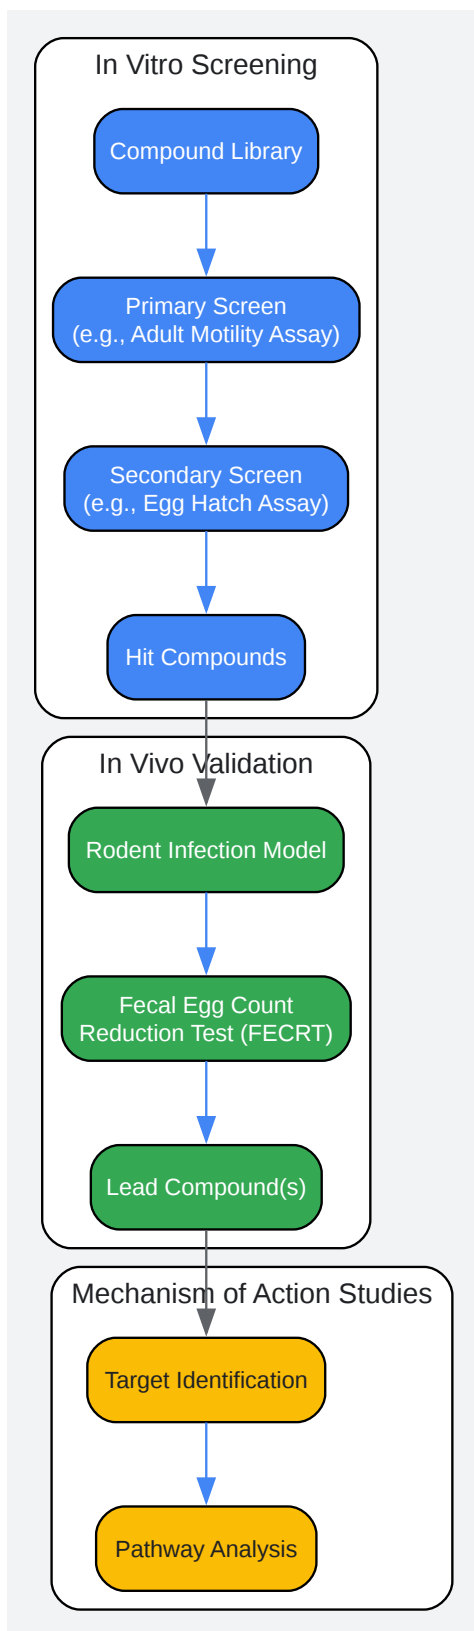 In Vitro Screening
Compound Library
Primary Screen
(e.g., Adult Motility Assay)
Secondary Screen
(e.g., Egg Hatch Assay)
Hit Compounds
In Vivo Validation
Rodent Infection Model
Fecal Egg Count
Reduction Test (FECRT)
Lead Compound(s)
Mechanism of Action Studies
Target Identification
Pathway Analysis